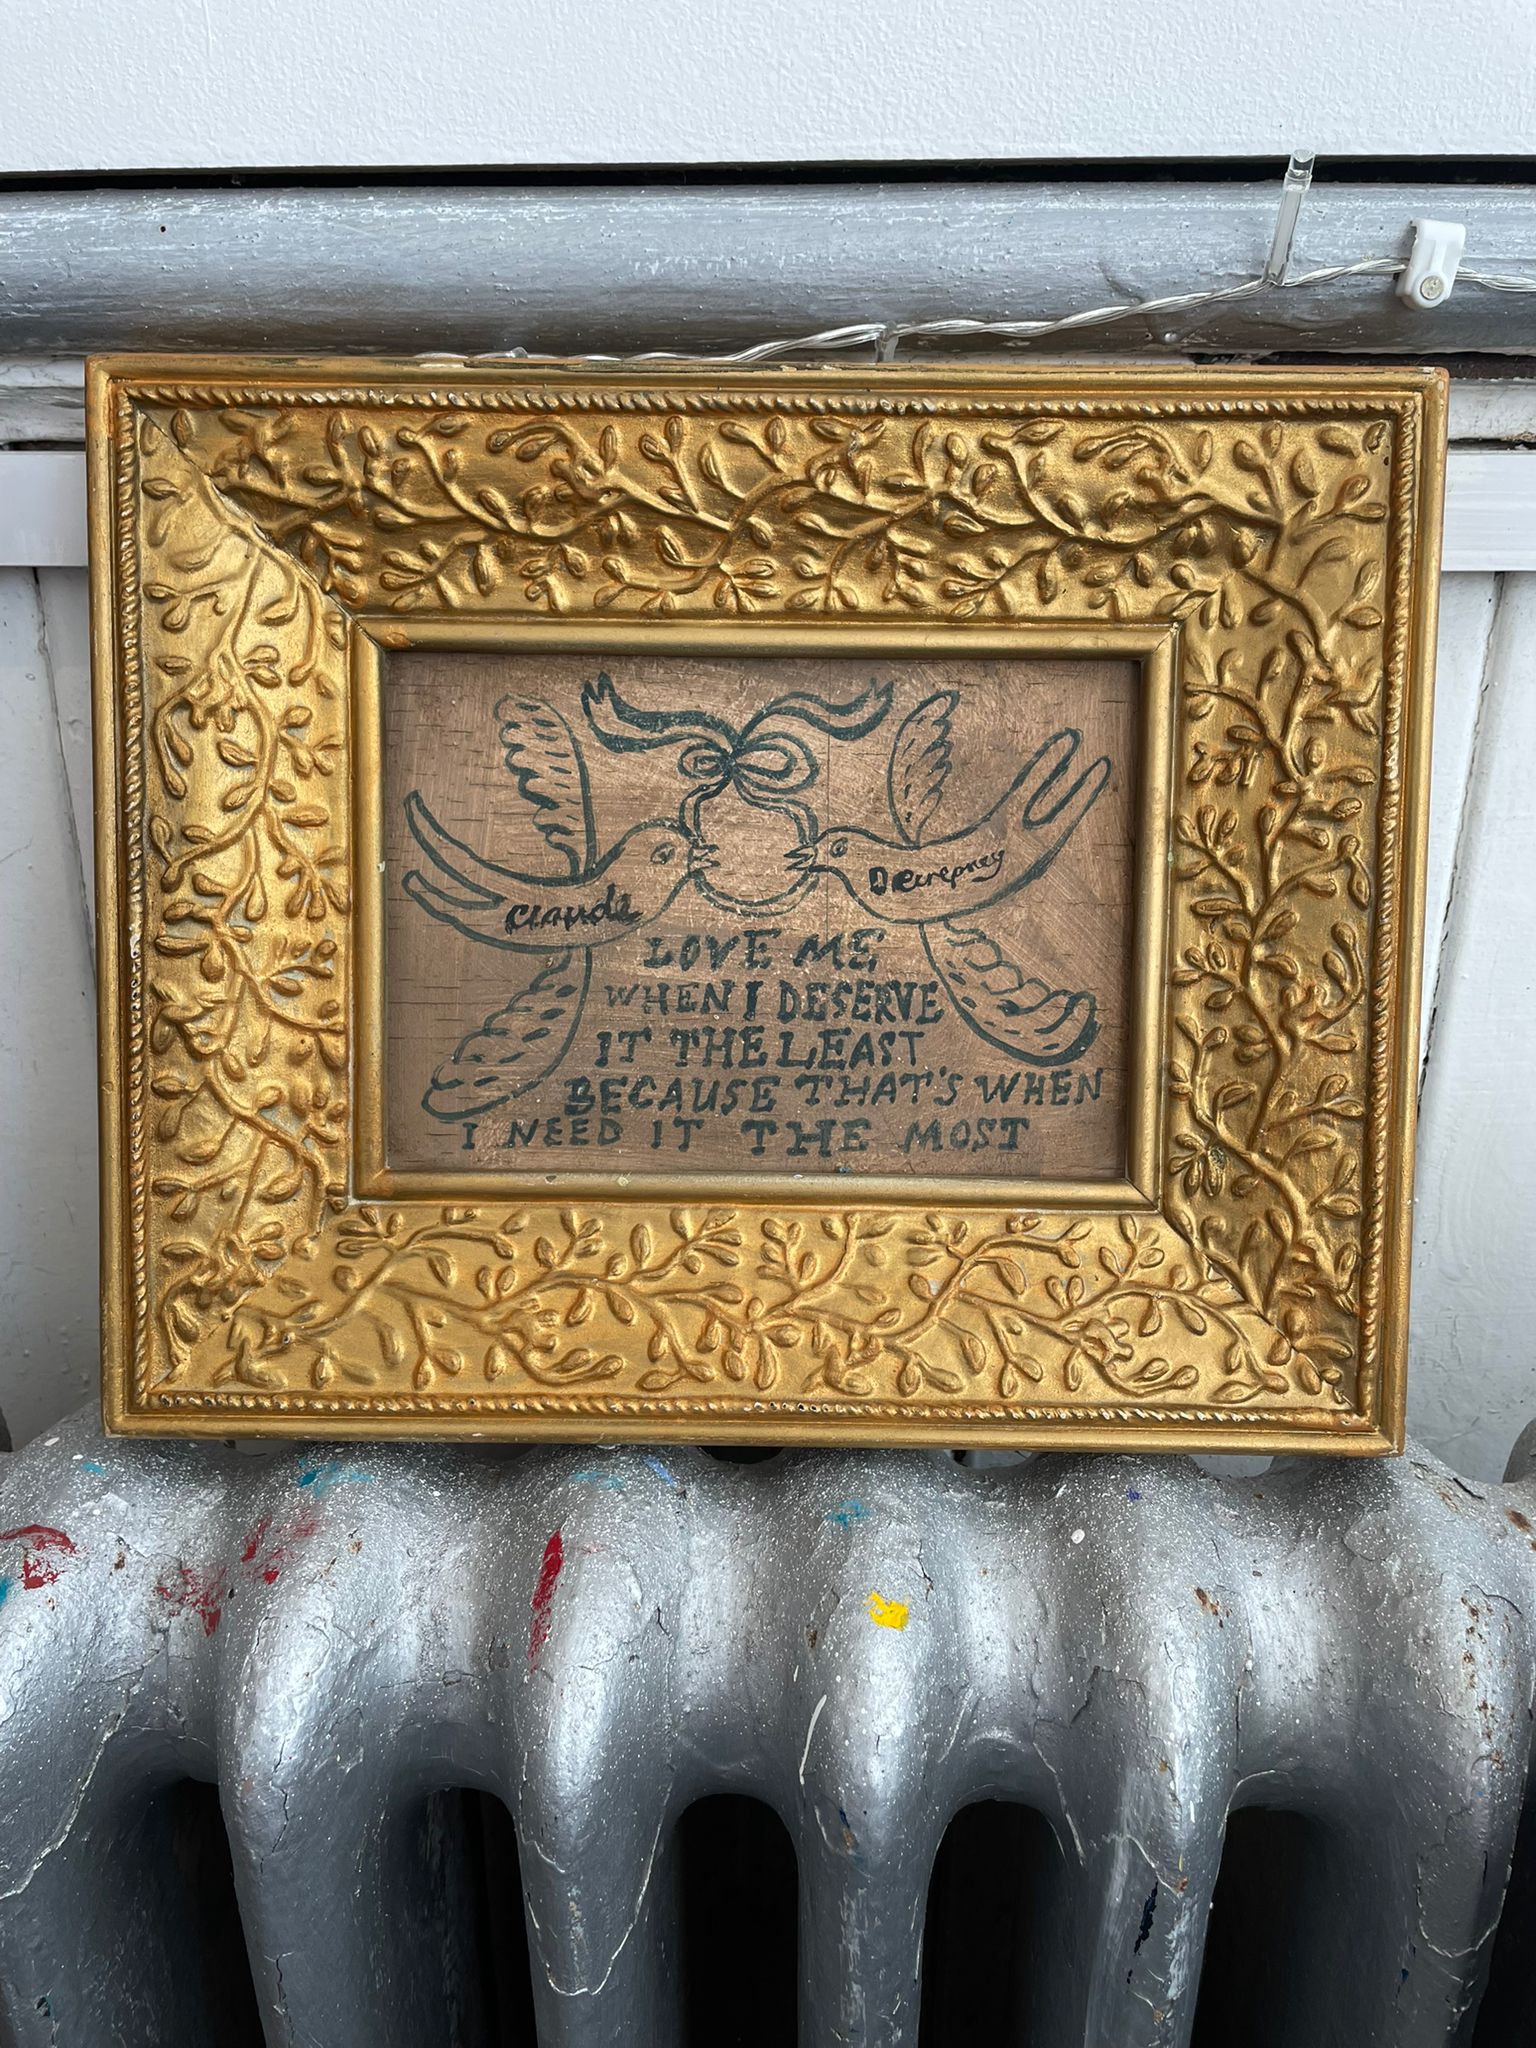 Claude
LOVE ME
WHEN I DESERVE
IT THE LEAST
BECAUSE THAT'S WHEN
I NEED IT THE MOST